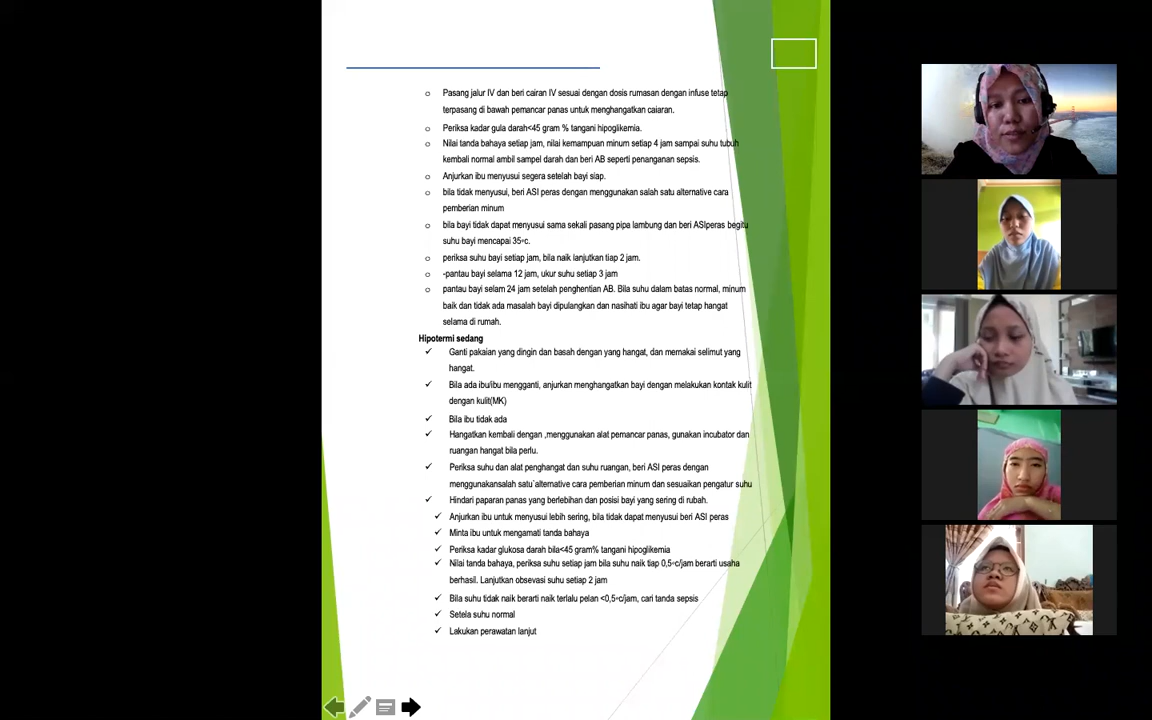 o Pasang jalur IV dan beri cairan IV sesuai dengan dosis rumasan dengan infuse tetap
terpasang di bawah pemancar panas untuk menghangatkan caiaran.
o Periksa kadar gula darah<45 gram % tangani hipoglikemia.
o Nilai tanda bahaya setiap jam, nilai kemampuan minum setiap 4 jam sampai suhu tubuh
kembali normal ambil sampel darah dan beri AB seperti penanganan sepsis.
o Anjurkan ibu menyusui segera setelah bayi siap.
o bila tidak menyusui, beri ASI peras dengan menggunakan salah satu alternative cara
pemberian minum
o bila bayi tidak dapat menyusui sama sekali pasang pipa lambung dan beri ASIperas begitu
suhu bayi mencapai 35◦c.
o periksa suhu bayi setiap jam, bila naik lanjutkan tiap 2 jam.
o -pantau bayi selama 12 jam, ukur suhu setiap 3 jam
o pantau bayi selam 24 jam setelah penghentian AB. Bila suhu dalam batas normal, minum
baik dan tidak ada masalah bayi dipulangkan dan nasihati ibu agar bayi tetap hangat
selama di rumah.
Hipotermi sedang
✓ Ganti pakaian yang dingin dan basah dengan yang hangat, dan memakai selimut yang
hangat.
✓ Bila ada ibu/ibu mengganti, anjurkan menghangatkan bayi dengan melakukan kontak kulit
dengan kulit(MK)
✓ Bila ibu tidak ada
✓ Hangatkan kembali dengan ,menggunakan alat pemancar panas, gunakan incubator dan
ruangan hangat bila perlu.
✓ Periksa suhu dan alat penghangat dan suhu ruangan, beri ASI peras dengan
menggunakansalah satu`alternative cara pemberian minum dan sesuaikan pengatur suhu
✓ Hindari paparan panas yang berlebihan dan posisi bayi yang sering di rubah.
✓ Anjurkan ibu untuk menyusui lebih sering, bila tidak dapat menyusui beri ASI peras
✓ Minta ibu untuk mengamati tanda bahaya
✓ Periksa kadar glukosa darah bila<45 gram% tangani hipoglikemia
✓ Nilai tanda bahaya, periksa suhu setiap jam bila suhu naik tiap 0,5◦c/jam berarti usaha
berhasil. Lanjutkan obsevasi suhu setiap 2 jam
✓ Bila suhu tidak naik berarti naik terlalu pelan <0,5◦c/jam, cari tanda sepsis
✓ Setela suhu normal
✓ Lakukan perawatan lanjut